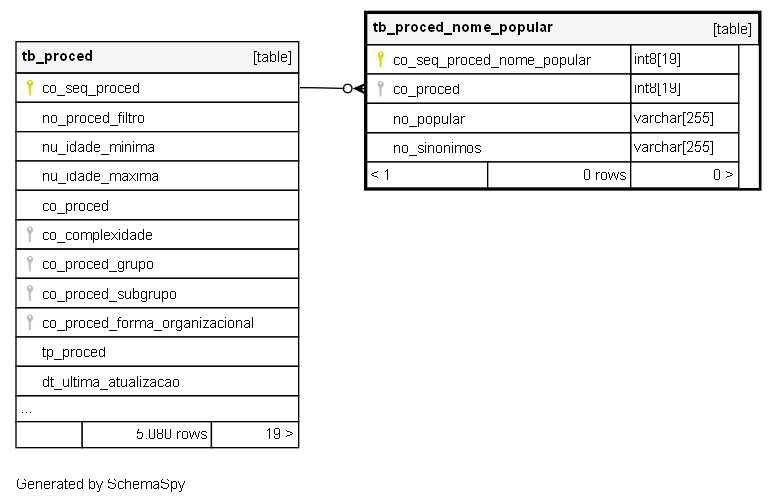 tb_proced [table]
co_seq_proced
no_proced_filtro
nu_idade_minima
nu_idade_maxima
co_proced
co_complexidade
co_proced_grupo
co_proced_subgrupo
co_proced_forma_organizacional
tp_proced
dt_ultima_atualizacao
...
5.080 rows 19 >
tb_proced_nome_popular [table]
co_seq_proced_nome_popular int8[19]
co_proced int8[19]
no_popular varchar[255]
no_sinonimos varchar[255]
< 1 0 rows 0 >
Generated by SchemaSpy